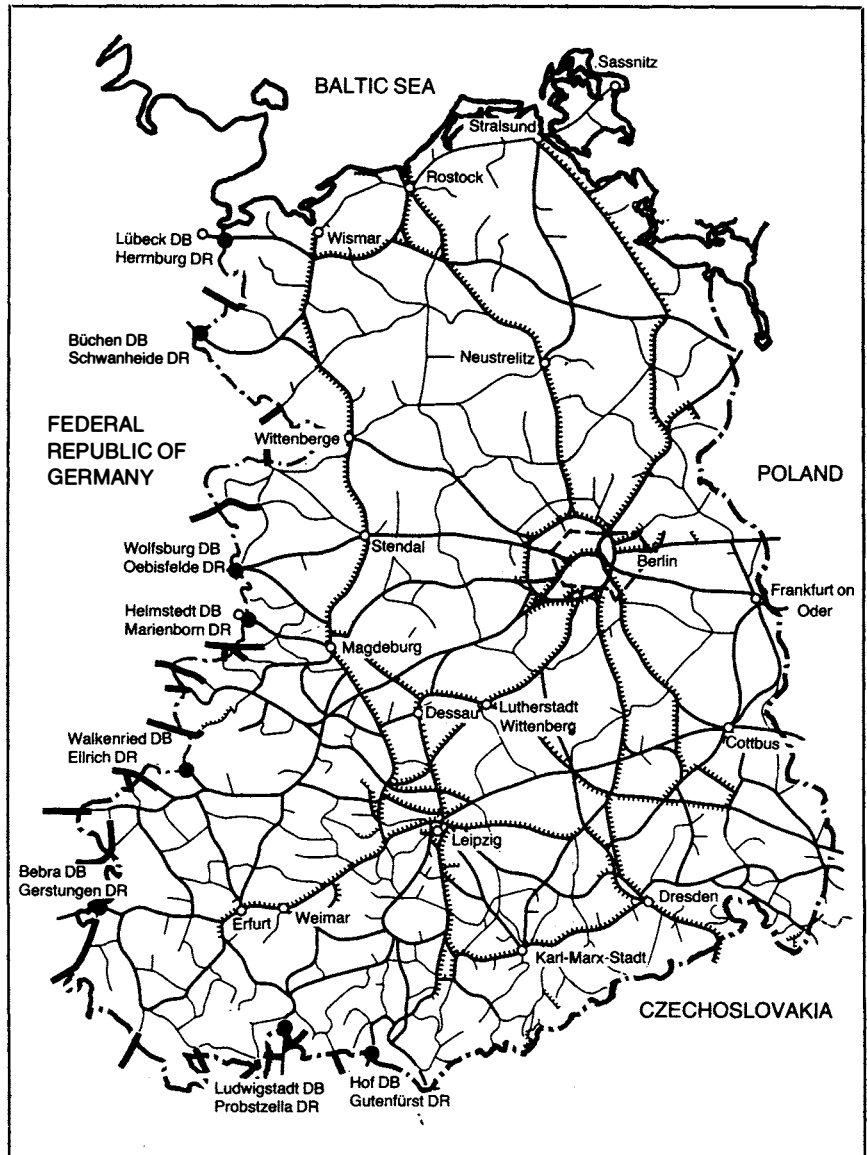 Sassnitz
BALTIC SEA
Stralsund
Rostock
Lübeck DB
Herrnburg DR
Wismar
Büchen DB
Schwanheide DR
Neustrelitz
FEDERAL
REPUBLIC OF
GERMANY
Wittenberge
POLAND
Stendal
Wolfsburg DB
Oebisfelde DR
Berlin
Frankfurt on
Oder
Helmstedt DB
Marienborn DR
Magdeburg
Dessau
Lutherstadt
Wittenberg
Walkenried DB
Ellrich DR
Cottbus
Leipzig
Bebra DB
Gerstungen DR
Erfurt
Weimar
Dresden
Karl-Marx-Stadt
CZECHOSLOVAKIA
Ludwigstadt DB
Probstzella DR
Hof DB
Gutenfürst DR